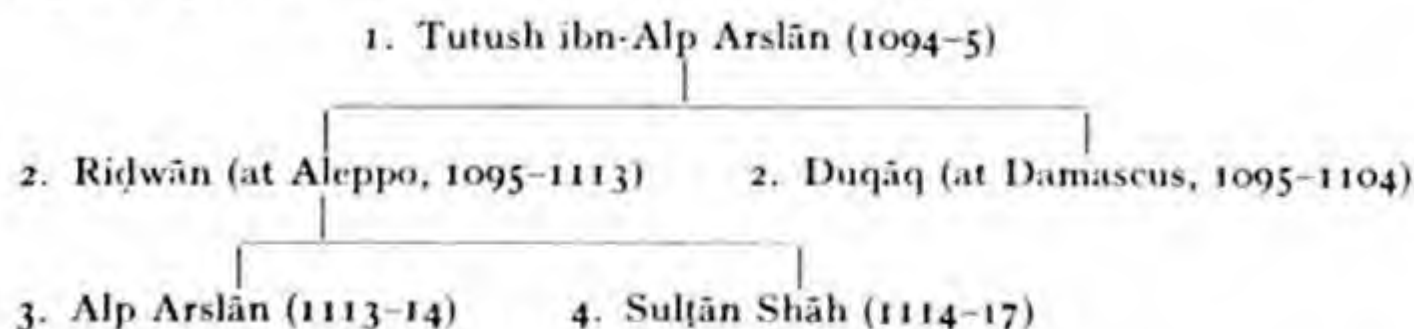 1. Tutush ibn-Alp Arslān (1094–5)
2. Riḍwān (at Aleppo, 1095–1113) 2. Duqāq (at Damascus, 1095–1104)
3. Alp Arslān (1113–14) 4. Sulṭān Shāh (1114–17)